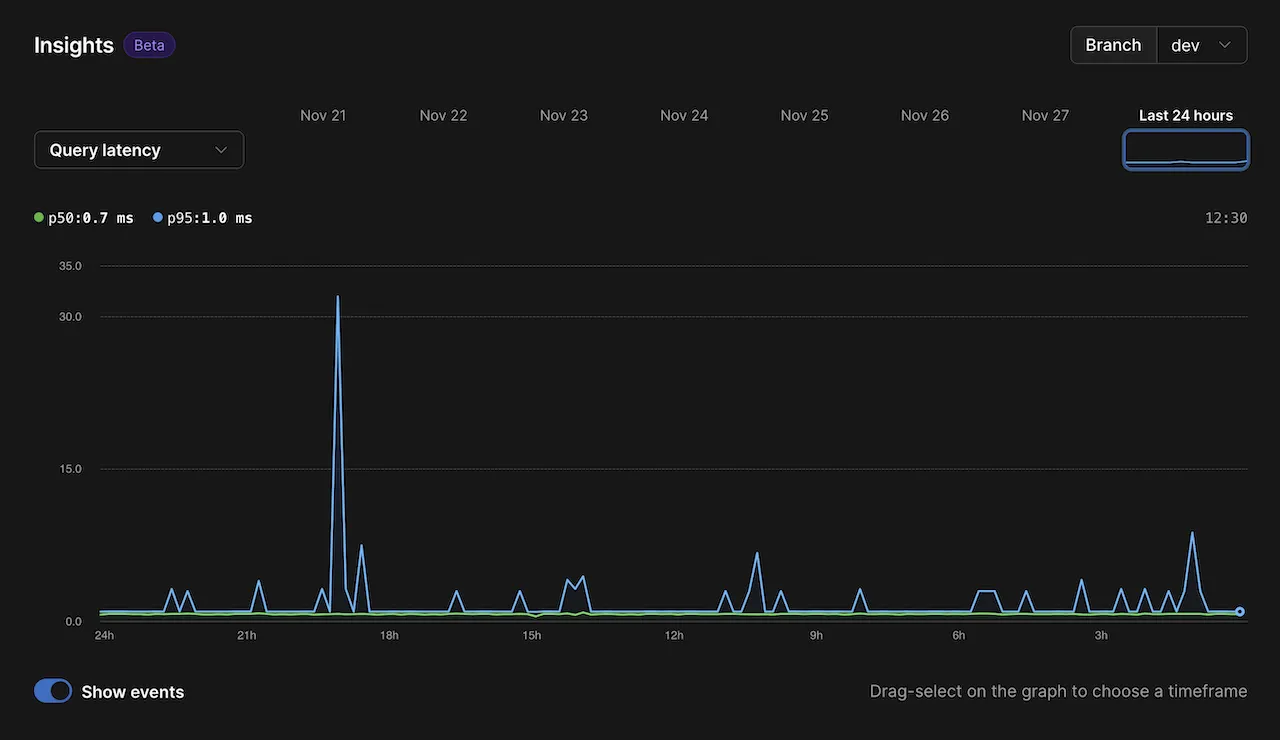 Insights Beta
Branch dev
Nov 21 Nov 22 Nov 23 Nov 24 Nov 25 Nov 26 Nov 27 Last 24 hours
Query latency
p50:0.7 ms p95:1.0 ms 12:30
35.0
30.0
15.0
0.0
24h 21h 18h 15h 12h 9h 6h 3h
Show events
Drag-select on the graph to choose a timeframe